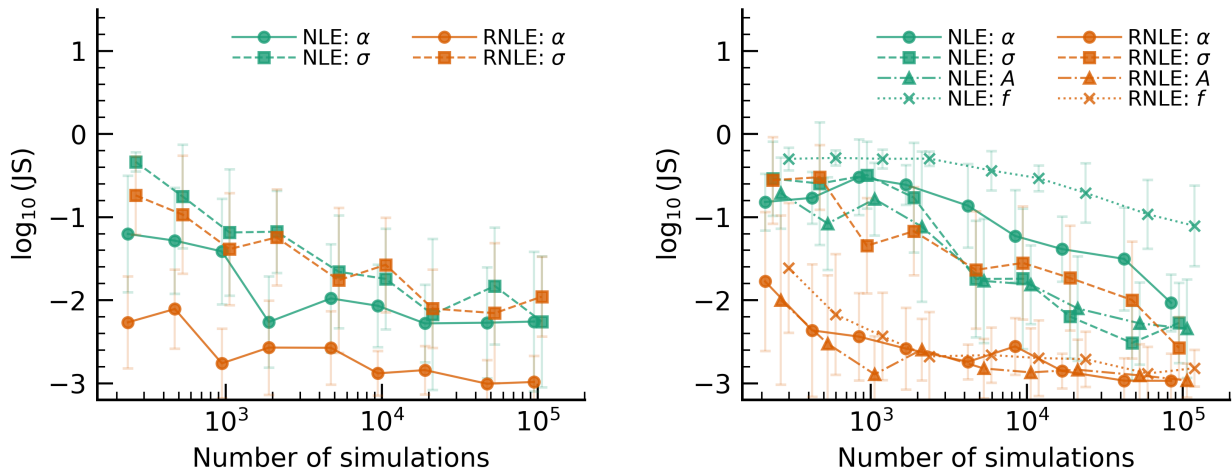 NLE: α RNLE: α
NLE: σ RNLE: σ
1
0
−1
−2
−3
log₁₀ (JS)
10³ 10⁴ 10⁵
Number of simulations
NLE: α RNLE: α
NLE: σ RNLE: σ
NLE: A RNLE: A
NLE: f RNLE: f
1
0
−1
−2
−3
log₁₀ (JS)
10³ 10⁴ 10⁵
Number of simulations